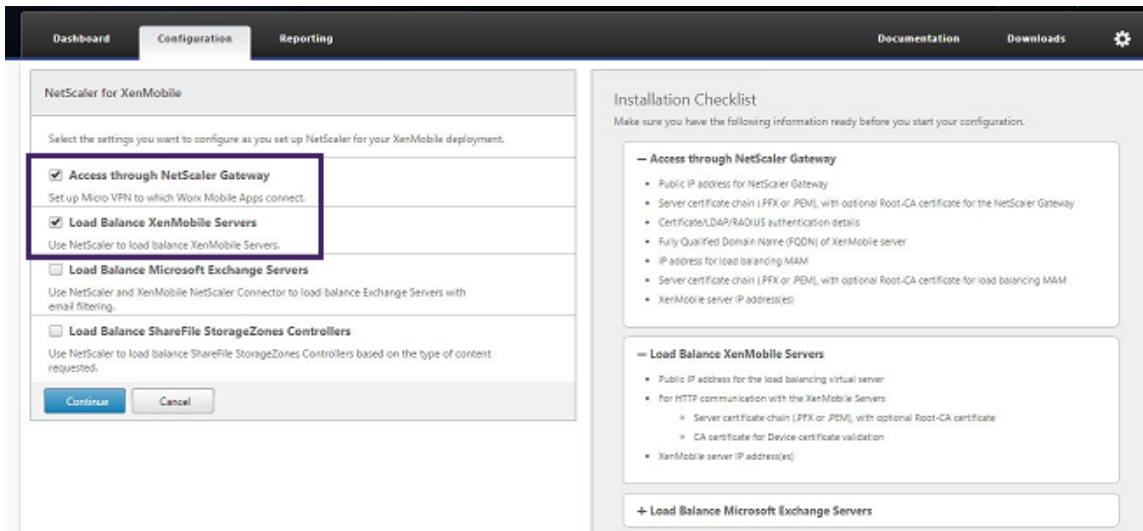 Dashboard Configuration Reporting Documentation Downloads
NetScaler for XenMobile
Select the settings you want to configure as you set up NetScaler for your XenMobile deployment.
Access through NetScaler Gateway
Set up Micro VPN to which Worx Mobile Apps connect.
Load Balance XenMobile Servers
Use NetScaler to load balance XenMobile Servers.
Load Balance Microsoft Exchange Servers
Use NetScaler and XenMobile NetScaler Connector to load balance Exchange Servers with
email filtering.
Load Balance ShareFile StorageZones Controllers
Use NetScaler to load balance ShareFile StorageZones Controllers based on the type of content
requested.
Continue Cancel
Installation Checklist
Make sure you have the following information ready before you start your configuration.
— Access through NetScaler Gateway
• Public IP address for NetScaler Gateway
• Server certificate chain (.PFX or .PEM), with optional Root-CA certificate for the NetScaler Gateway
• Certificate/LDAP/RADIUS authentication details
• Fully Qualified Domain Name (FQDN) of XenMobile server
• IP address for load balancing MAM
• Server certificate chain (.PFX or .PEM), with optional Root-CA certificate for load balancing MAM
• XenMobile server IP address(es)
— Load Balance XenMobile Servers
• Public IP address for the load balancing virtual server
• For HTTP communication with the XenMobile Servers
Server certificate chain (.PFX or .PEM), with optional Root-CA certificate
CA certificate for Device certificate validation
• XenMobile server IP address(es)
+ Load Balance Microsoft Exchange Servers